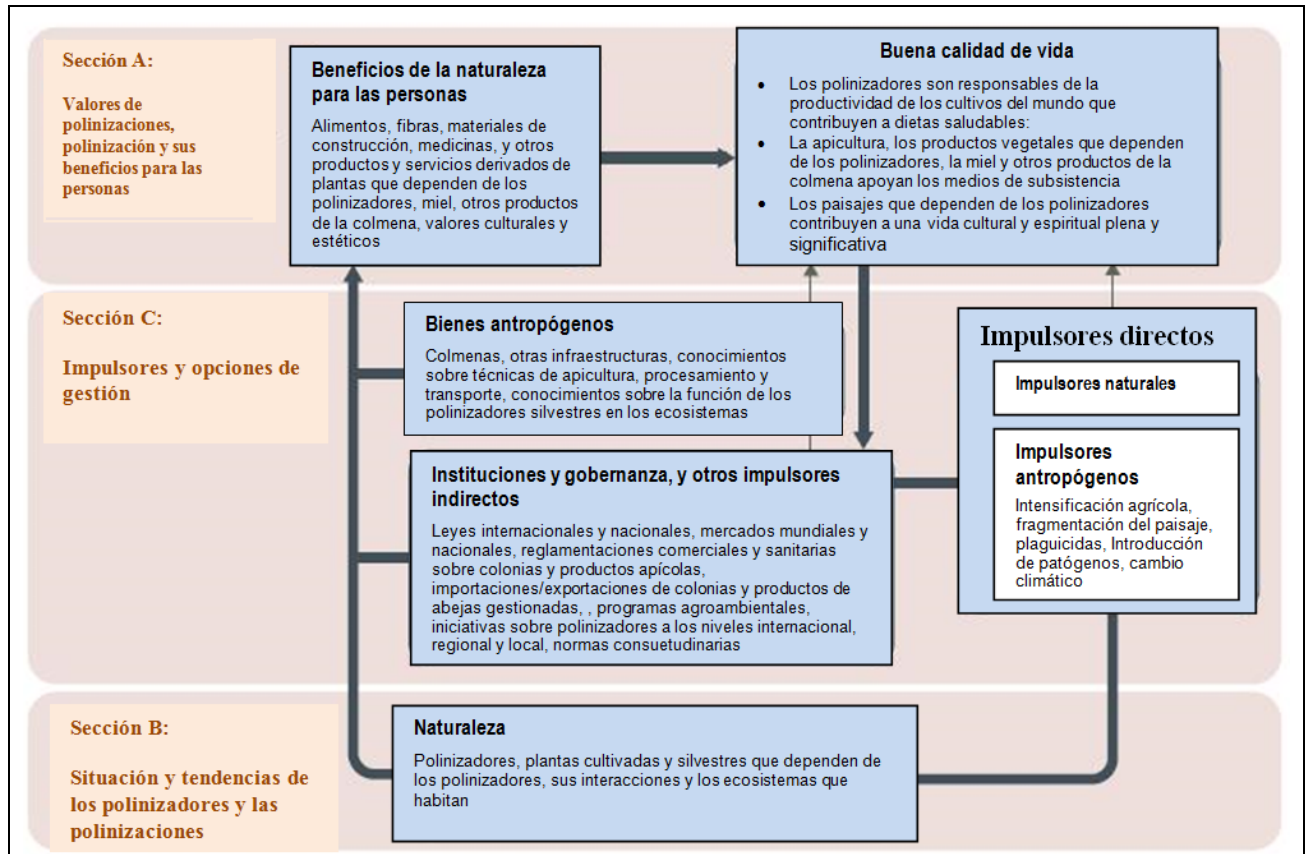 Sección A:
Valores de
polinizaciones,
polinización y sus
beneficios para las
personas
Beneficios de la naturaleza
para las personas
Alimentos, fibras, materiales de
construcción, medicinas, y otros
productos y servicios derivados de
plantas que dependen de los
polinizadores, miel, otros productos
de la colmena, valores culturales y
estéticos
Buena calidad de vida
• Los polinizadores son responsables de la
productividad de los cultivos del mundo que
contribuyen a dietas saludables:
• La apicultura, los productos vegetales que dependen
de los polinizadores, la miel y otros productos de la
colmena apoyan los medios de subsistencia
• Los paisajes que dependen de los polinizadores
contribuyen a una vida cultural y espiritual plena y
significativa
Sección C:
Impulsores y opciones de
gestión
Bienes antropógenos
Colmenas, otras infraestructuras, conocimientos
sobre técnicas de apicultura, procesamiento y
transporte, conocimientos sobre la función de los
polinizadores silvestres en los ecosistemas
Instituciones y gobernanza, y otros impulsores
indirectos
Leyes internacionales y nacionales, mercados mundiales y
nacionales, reglamentaciones comerciales y sanitarias
sobre colonias y productos apícolas,
importaciones/exportaciones de colonias y productos de
abejas gestionadas, , programas agroambientales,
iniciativas sobre polinizadores a los niveles internacional,
regional y local, normas consuetudinarias
Impulsores directos
Impulsores naturales
Impulsores
antropógenos
Intensificación agrícola,
fragmentación del paisaje,
plaguicidas, Introducción
de patógenos, cambio
climático
Sección B:
Situación y tendencias de
los polinizadores y las
polinizaciones
Naturaleza
Polinizadores, plantas cultivadas y silvestres que dependen de
los polinizadores, sus interacciones y los ecosistemas que
habitan